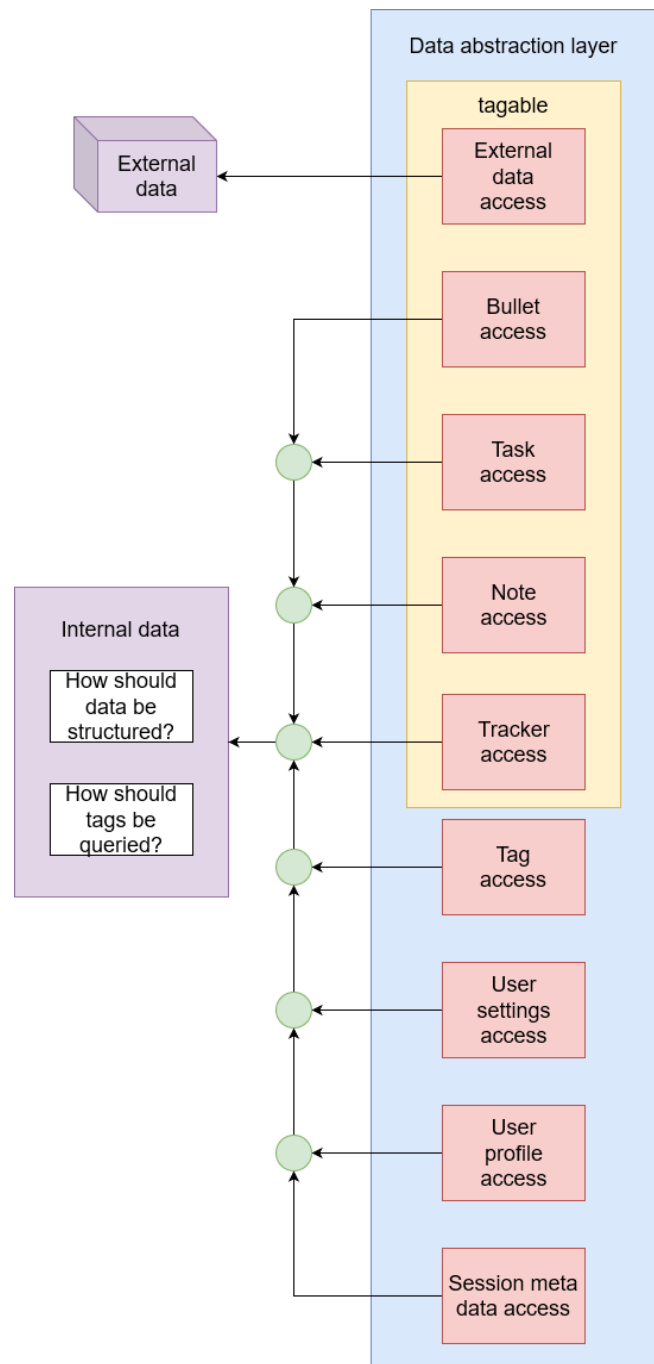 Data abstraction layer
tagable
External
data
External
data
access
Bullet
access
Task
access
Note
access
Internal data
How should
data be
structured?
Tracker
access
How should
tags be
queried?
Tag
access
User
settings
access
User
profile
access
Session meta
data access